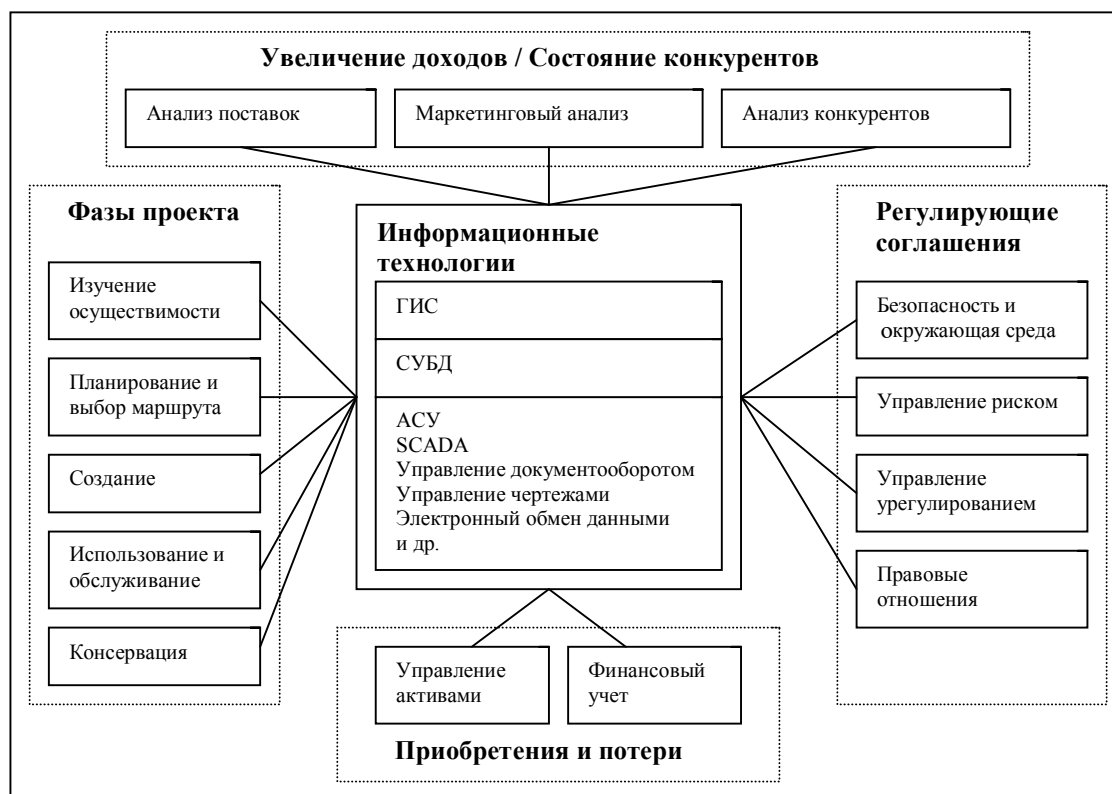 Увеличение доходов / Состояние конкурентов
Анализ поставок
Маркетинговый анализ
Анализ конкурентов
Фазы проекта
Изучение
осуществимости
Планирование и
выбор маршрута
Создание
Использование и
обслуживание
Консервация
Информационные
технологии
ГИС
СУБД
АСУ
SCADA
Управление документооборотом
Управление чертежами
Электронный обмен данными
и др.
Регулирующие
соглашения
Безопасность и
окружающая среда
Управление риском
Управление
урегулированием
Правовые
отношения
Управление
активами
Финансовый
учет
Приобретения и потери